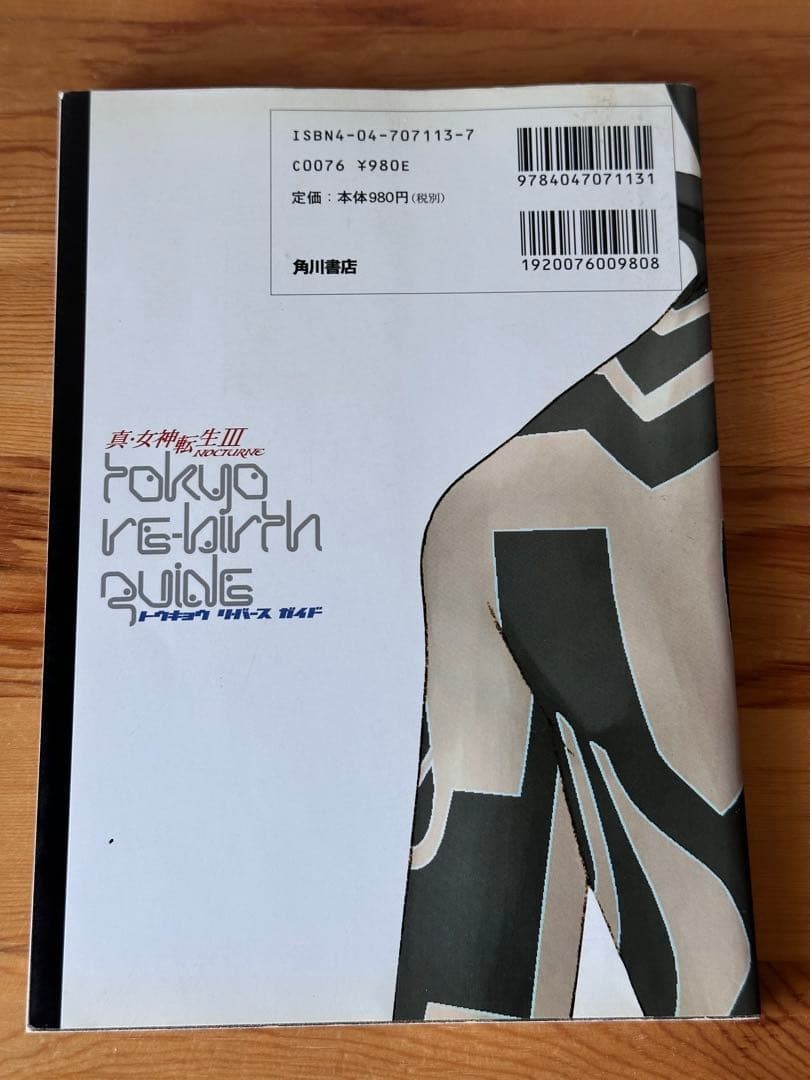 ISBN4-04-707113-7
C0076 ¥980E
定価：本体980円（税別）
角川書店
9784047071131
1920076009808
真・女神転生III
NOCTURNE
tokyo
re-birth
guide
トウキョウ リバース ガイド